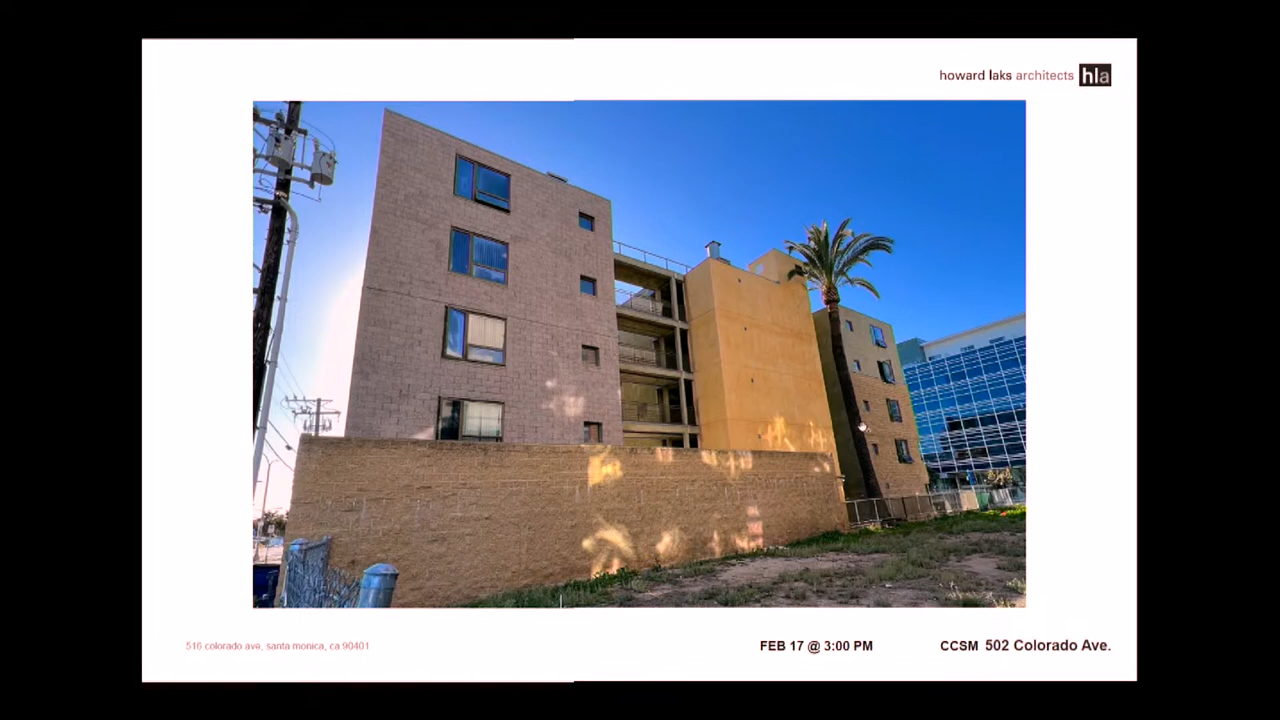 howard laks architects hla
516 colorado ave, santa monica, ca 90401
FEB 17 @ 3:00 PM
CCSM 502 Colorado Ave.